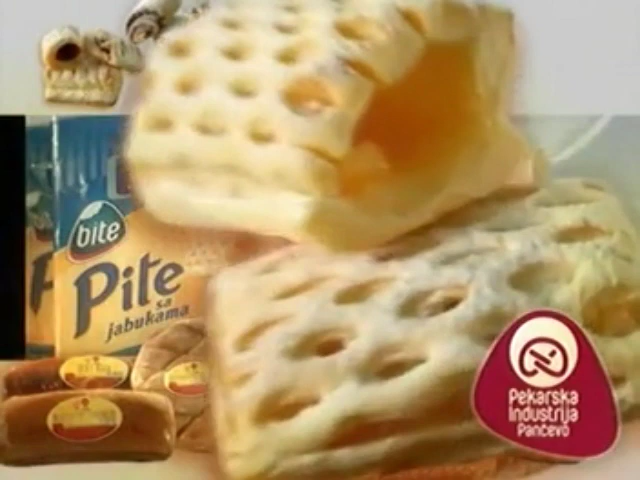 bite
Pite
sa
jabukama
Pekarska
Industrija
Pančevo